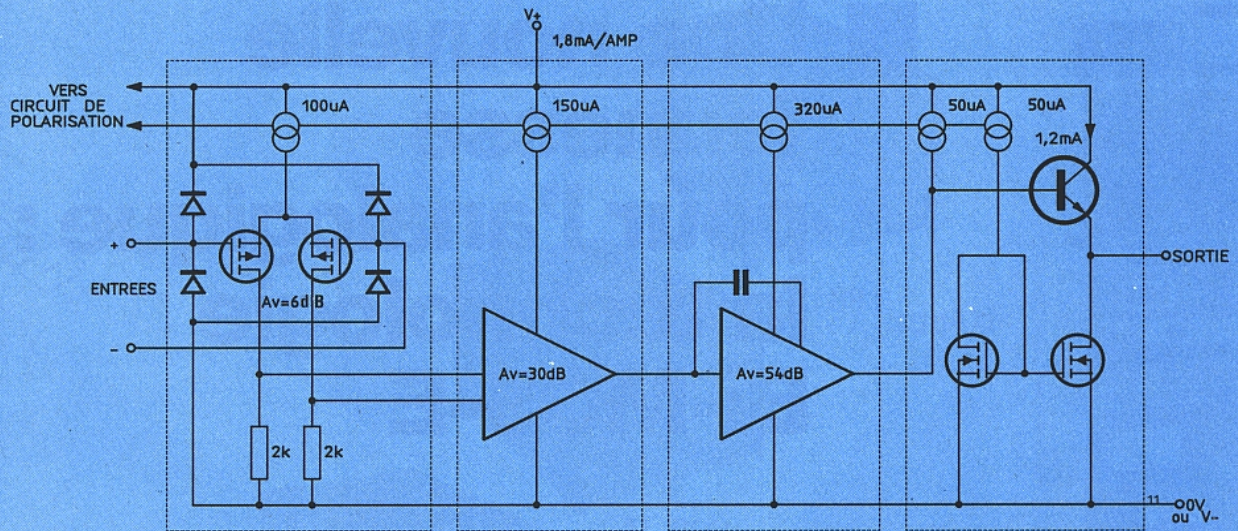 V+
1,8mA/AMP
VERS
CIRCUIT DE
POLARISATION
100uA
150uA
320uA
50uA
50uA
1,2mA
+
ENTREES
-
Av=6dB
Av=30dB
Av=54dB
SORTIE
2k
2k
11
0V
ou V-